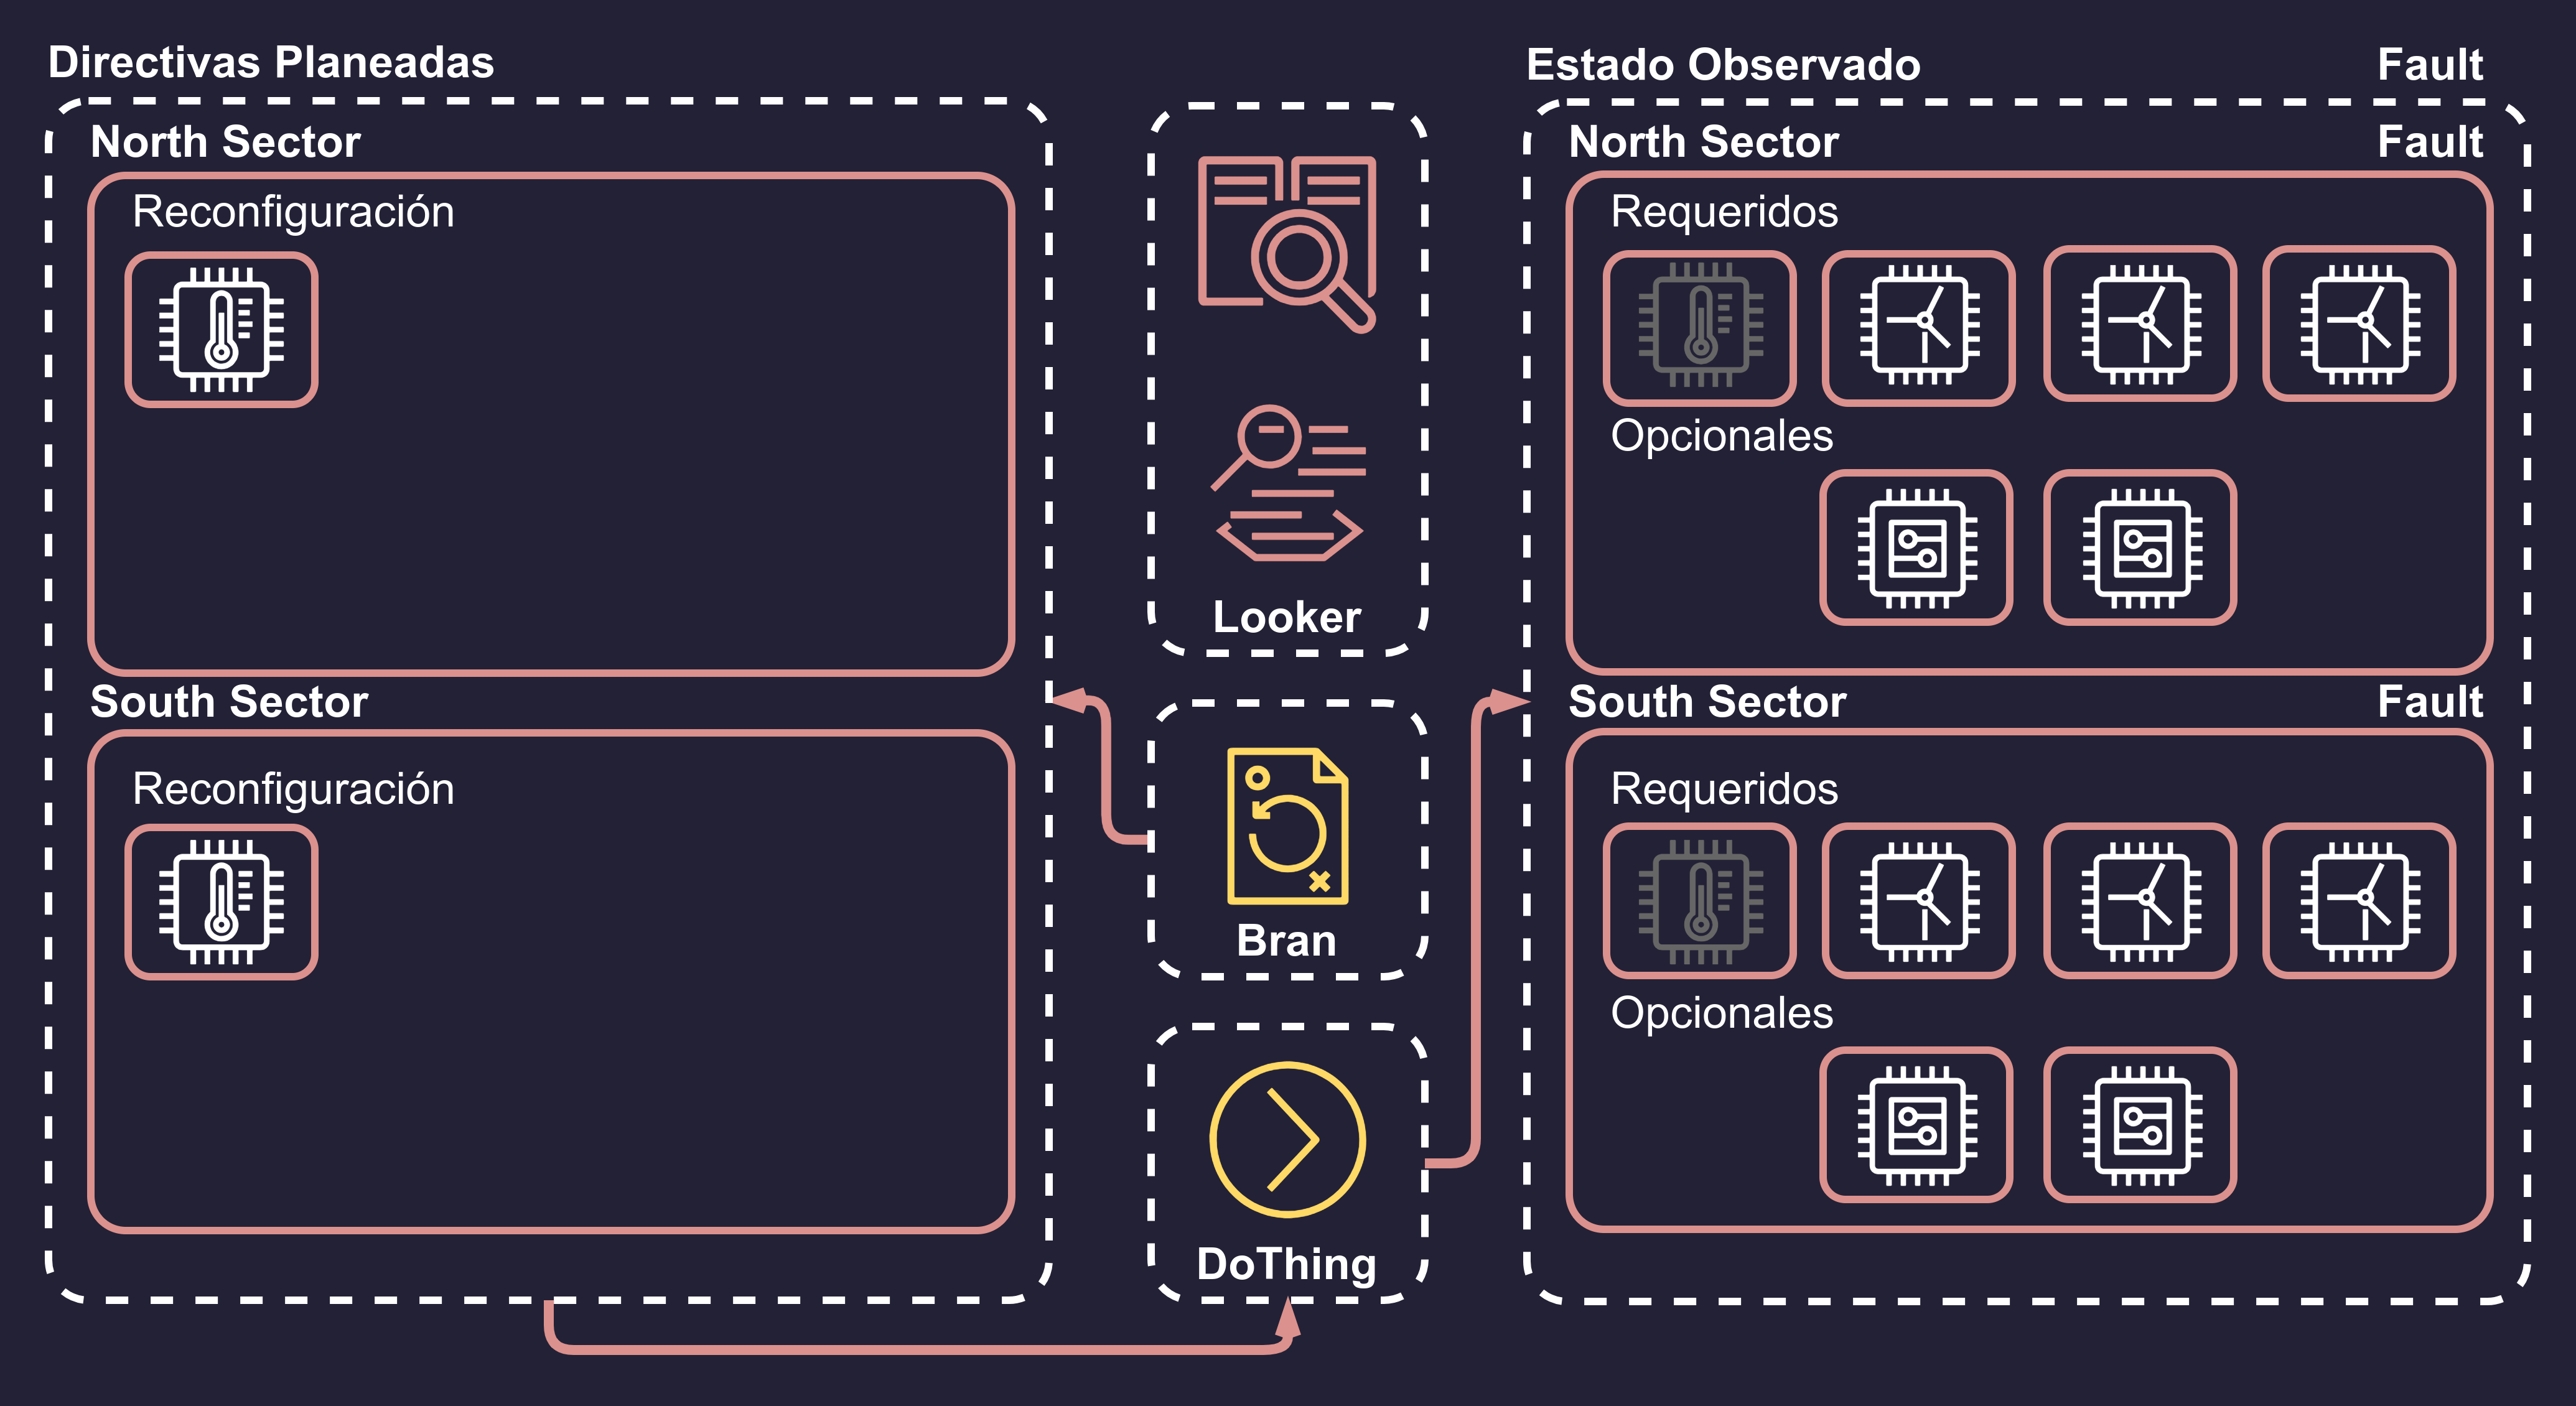 Directivas Planeadas
North Sector
Reconfiguración
South Sector
Reconfiguración
Looker
Bran
DoThing
Estado Observado Fault
North Sector Fault
Requeridos
Opcionales
South Sector Fault
Requeridos
Opcionales